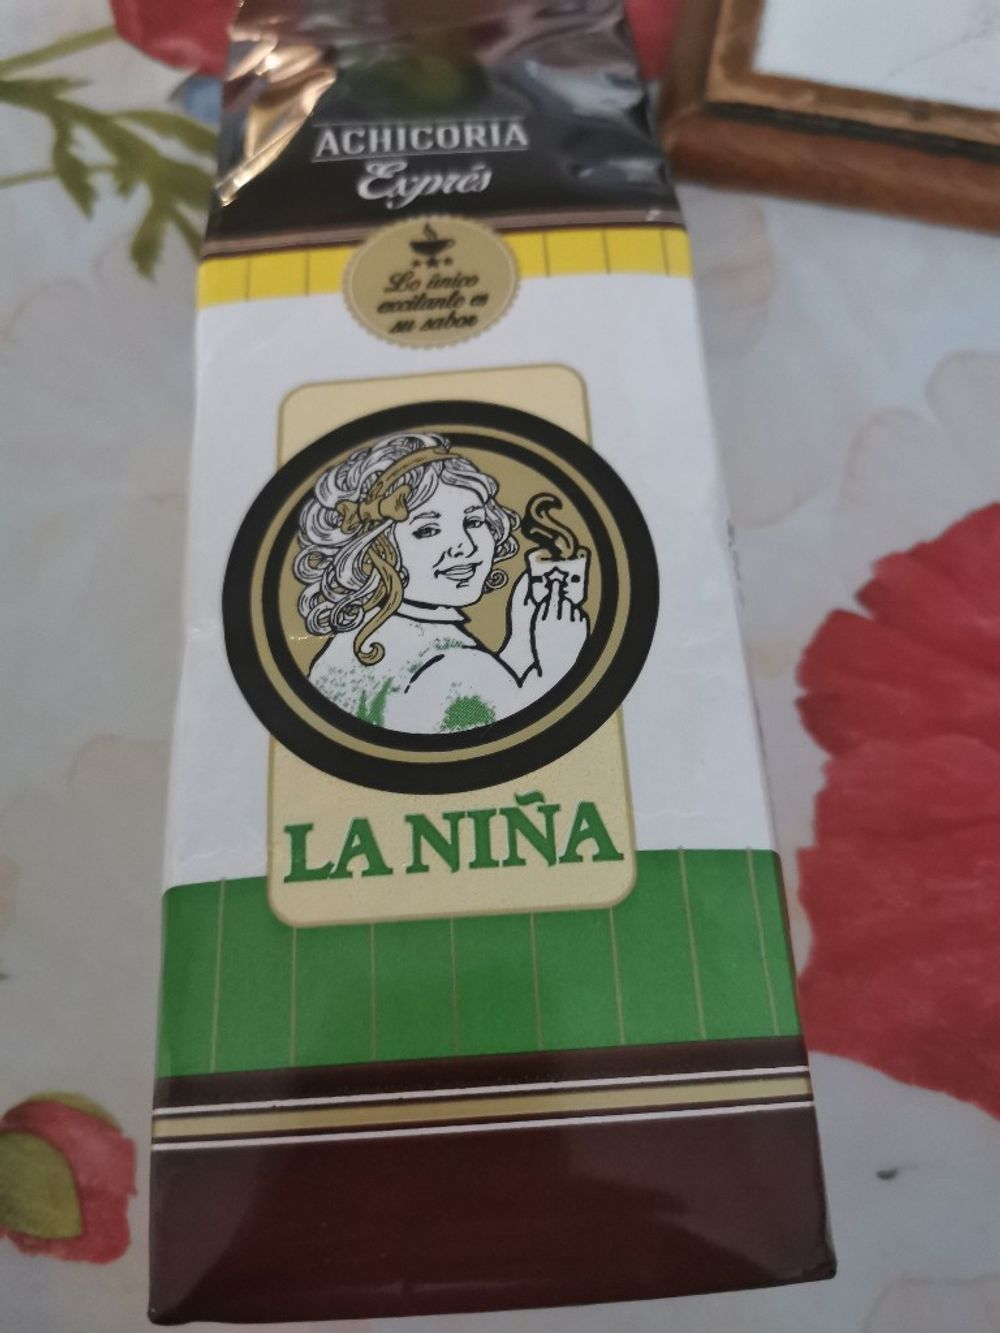 ACHICORIA
Exprés
Lo único
excitante es
su sabor
LA NIÑA